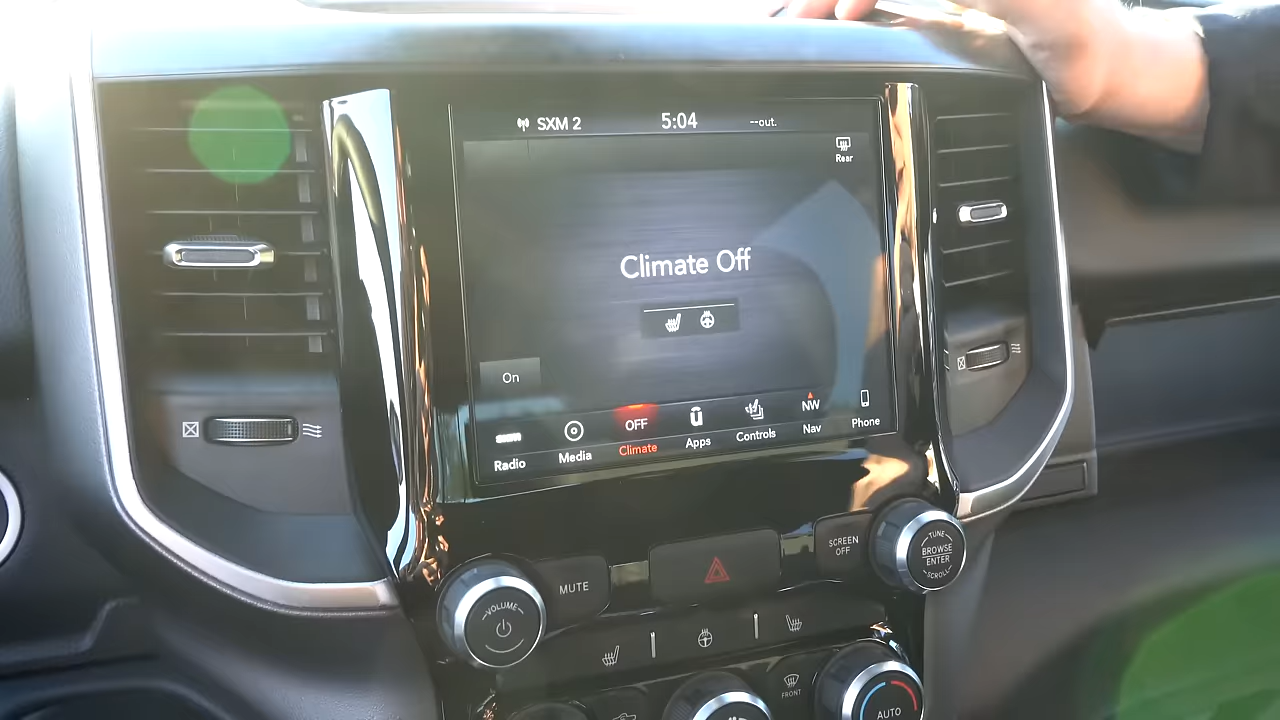 SXM 2 5:04 --out.
Rear
Climate Off
On
OFF NW
Radio Media Climate Apps Controls Nav Phone
SCREEN
OFF
TUNE
BROWSE
ENTER
SCROLL
MUTE
VOLUME
FRONT
AUTO